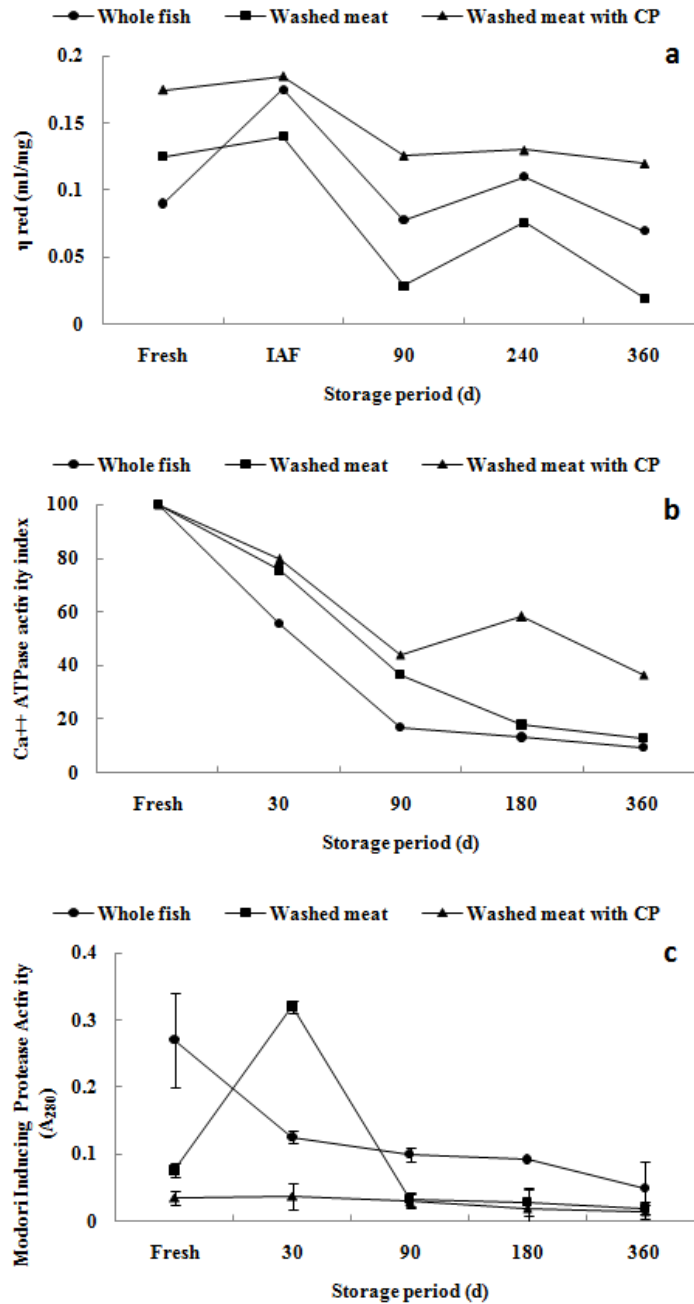 Whole fish Washed meat Washed meat with CP
a
0.2
0.15
0.1
0.05
0
η red (ml/mg)
Fresh IAF 90 240 360
Storage period (d)
Whole fish Washed meat Washed meat with CP
b
100
80
60
40
20
0
Ca++ ATPase activity index
Fresh 30 90 180 360
Storage period (d)
Whole fish Washed meat Washed meat with CP
c
0.4
0.3
0.2
0.1
0
Modori Inducing Protease Activity
(A280)
Fresh 30 90 180 360
Storage period (d)